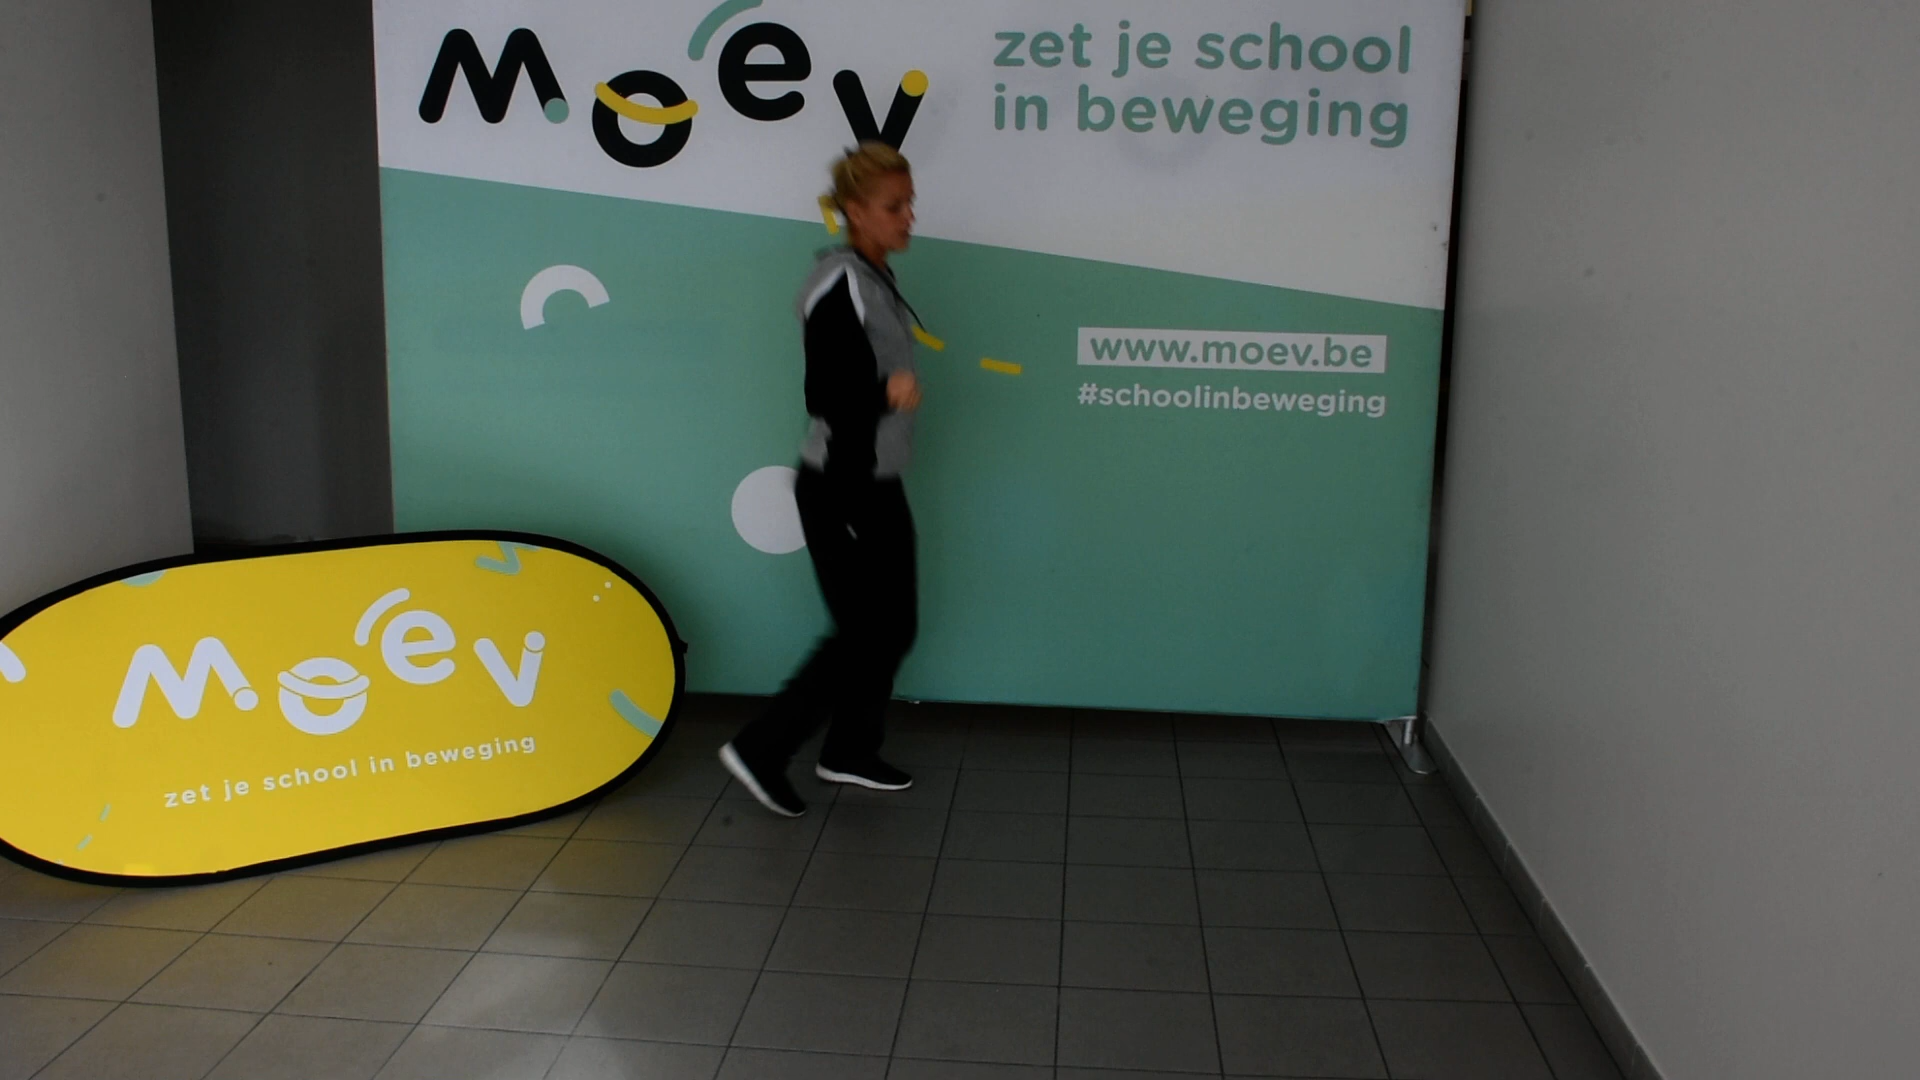 moev
zet je school
in beweging
www.moev.be
#schoolinbeweging
moev
zet je school in beweging